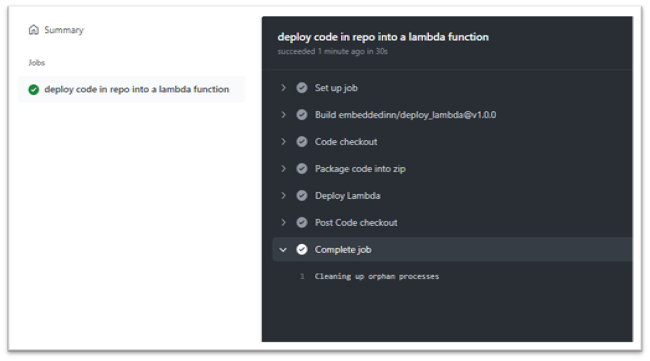 Summary
Jobs
deploy code in repo into a lambda function
deploy code in repo into a lambda function
succeeded 1 minute ago in 30s
Set up job
Build embeddedinn/deploy_lambda@v1.0.0
Code checkout
Package code into zip
Deploy Lambda
Post Code checkout
Complete job
1 Cleaning up orphan processes